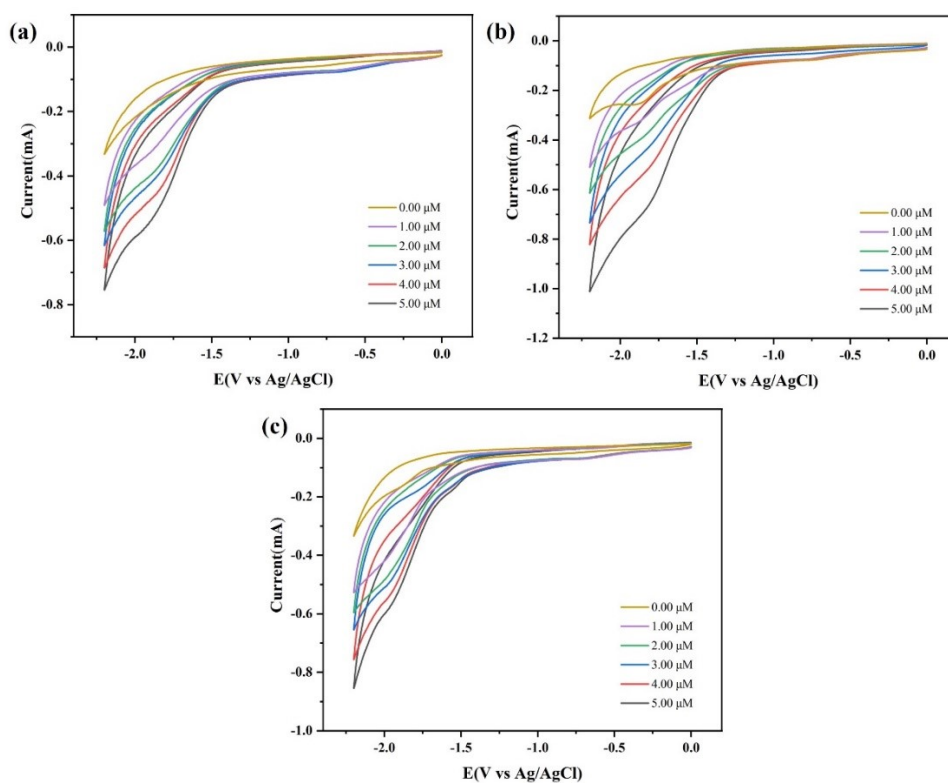 (a)
0.0
-0.2
-0.4
-0.6
-0.8
Current(mA)
0.00 μM
1.00 μM
2.00 μM
3.00 μM
4.00 μM
5.00 μM
-2.0 -1.5 -1.0 -0.5 0.0
E(V vs Ag/AgCl)
(b)
0.0
-0.2
-0.4
-0.6
-0.8
-1.0
-1.2
Current(mA)
0.00 μM
1.00 μM
2.00 μM
3.00 μM
4.00 μM
5.00 μM
-2.0 -1.5 -1.0 -0.5 0.0
E(V vs Ag/AgCl)
(c)
0.0
-0.2
-0.4
-0.6
-0.8
-1.0
Current(mA)
0.00 μM
1.00 μM
2.00 μM
3.00 μM
4.00 μM
5.00 μM
-2.0 -1.5 -1.0 -0.5 0.0
E(V vs Ag/AgCl)